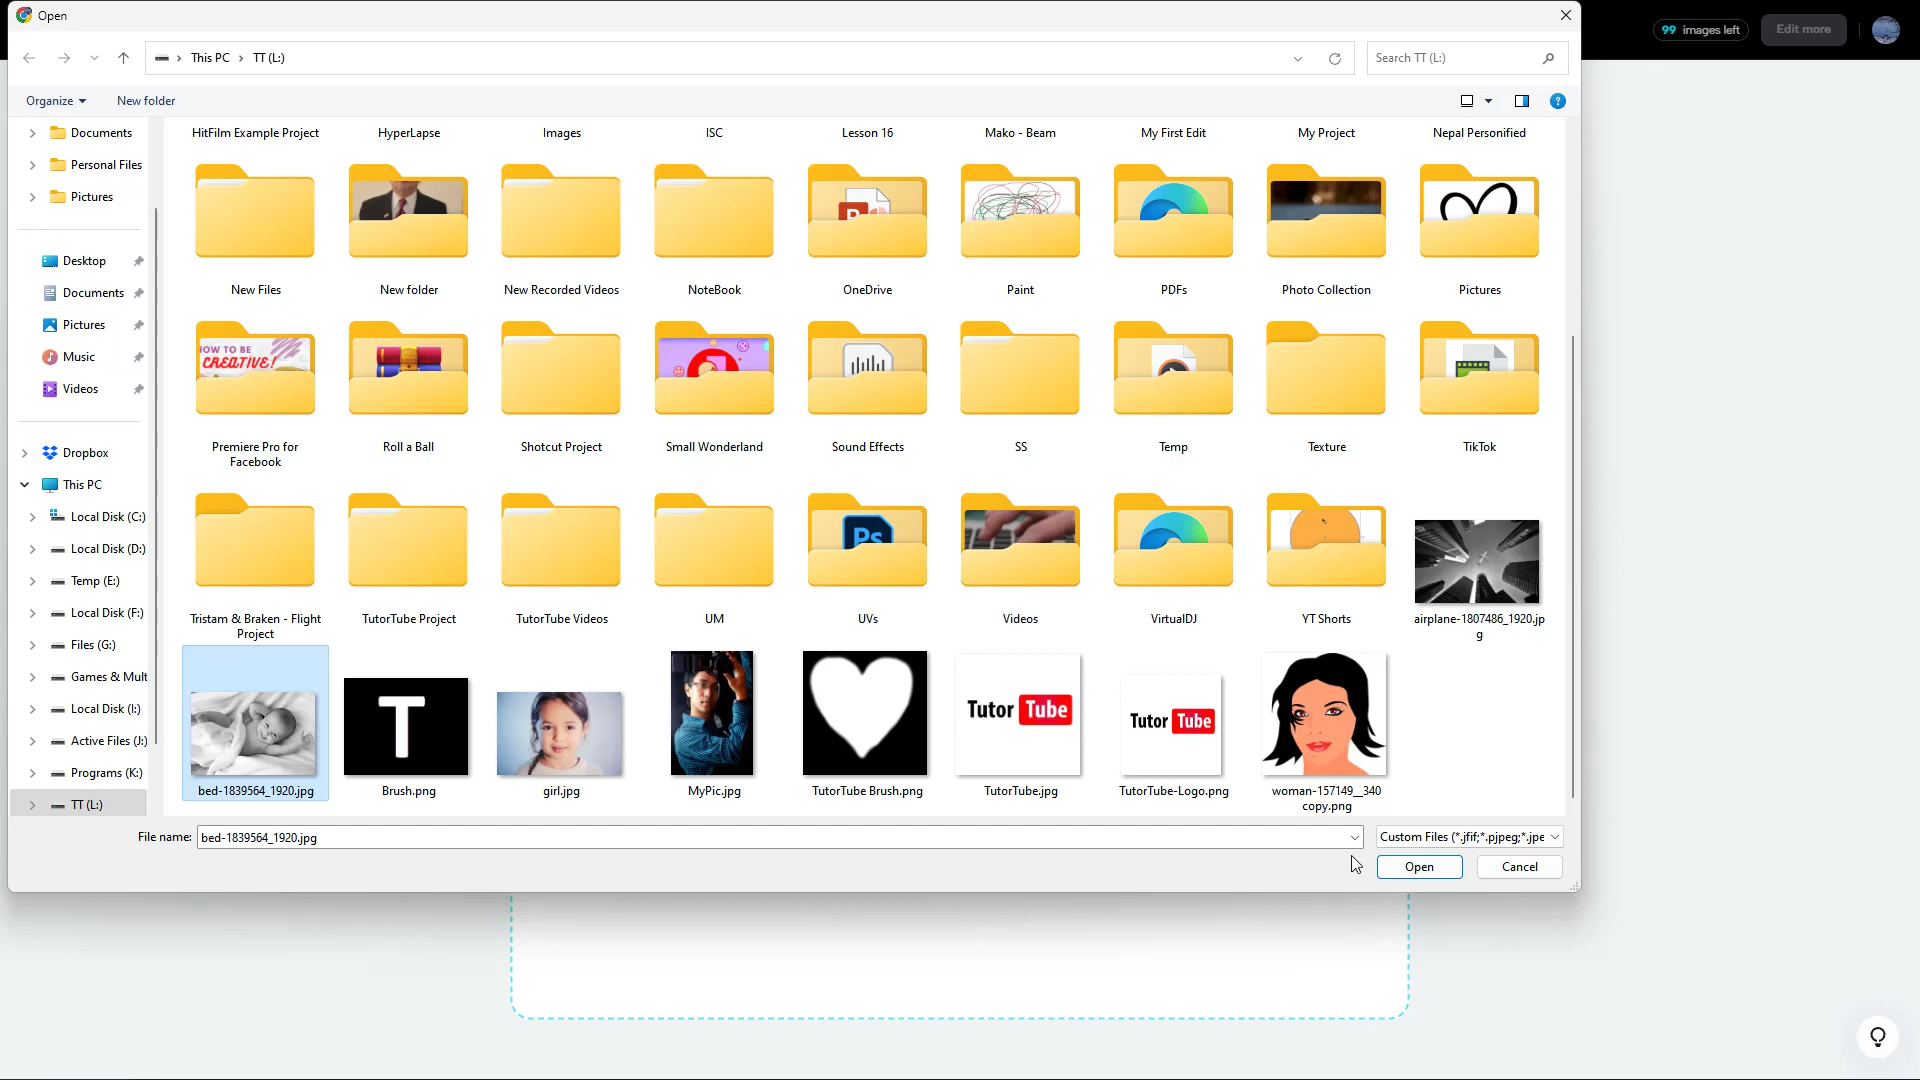 Open
99 images left
Edit more
This PC
TT (L:)
Search TT (L:)
Organize
New folder
Documents
Personal Files
Pictures
Desktop
Documents
Pictures
Music
Videos
Dropbox
This PC
Local Disk (C:)
Local Disk (D:)
Temp (E:)
Local Disk (F:)
Files (G:)
Games & Mult
Local Disk (I:)
Active Files (J:)
Programs (K:)
TT (L:)
HitFilm Example Project
HyperLapse
Images
ISC
Lesson 16
Mako - Beam
My First Edit
My Project
Nepal Personified
P
New Files
New folder
New Recorded Videos
NoteBook
OneDrive
Paint
PDFs
Photo Collection
Pictures
HOW TO BE
CREATIVE!
Premiere Pro for
Facebook
Roll a Ball
Shotcut Project
Small Wonderland
Sound Effects
SS
Temp
Texture
TikTok
Ps
Tristam & Braken - Flight
Project
TutorTube Project
TutorTube Videos
UM
UVs
Videos
VirtualDJ
YT Shorts
airplane-1807486_1920.jp
g
T
Tutor Tube
Tutor Tube
bed-1839564_1920.jpg
Brush.png
girl.jpg
MyPic.jpg
TutorTube Brush.png
TutorTube.jpg
TutorTube-Logo.png
woman-157149__340
copy.png
File name:
bed-1839564_1920.jpg
Custom Files (*.jfif;*.pjpeg;*.jpe
Open
Cancel